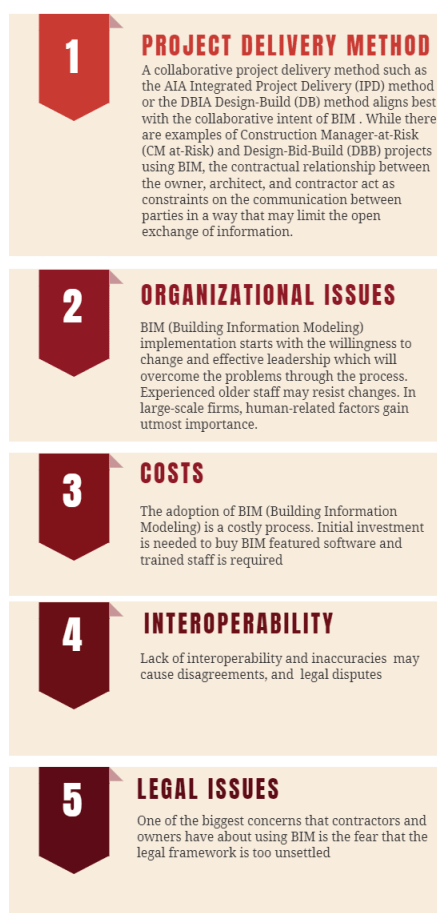 1
PROJECT DELIVERY METHOD
A collaborative project delivery method such as
the AIA Integrated Project Delivery (IPD) method
or the DBIA Design-Build (DB) method aligns best
with the collaborative intent of BIM . While there
are examples of Construction Manager-at-Risk
(CM at-Risk) and Design-Bid-Build (DBB) projects
using BIM, the contractual relationship between
the owner, architect, and contractor act as
constraints on the communication between
parties in a way that may limit the open
exchange of information.
2
ORGANIZATIONAL ISSUES
BIM (Building Information Modeling)
implementation starts with the willingness to
change and effective leadership which will
overcome the problems through the process.
Experienced older staff may resist changes. In
large-scale firms, human-related factors gain
utmost importance.
3
COSTS
The adoption of BIM (Building Information
Modeling) is a costly process. Initial investment
is needed to buy BIM featured software and
trained staff is required
4
INTEROPERABILITY
Lack of interoperability and inaccuracies may
cause disagreements, and legal disputes
5
LEGAL ISSUES
One of the biggest concerns that contractors and
owners have about using BIM is the fear that the
legal framework is too unsettled